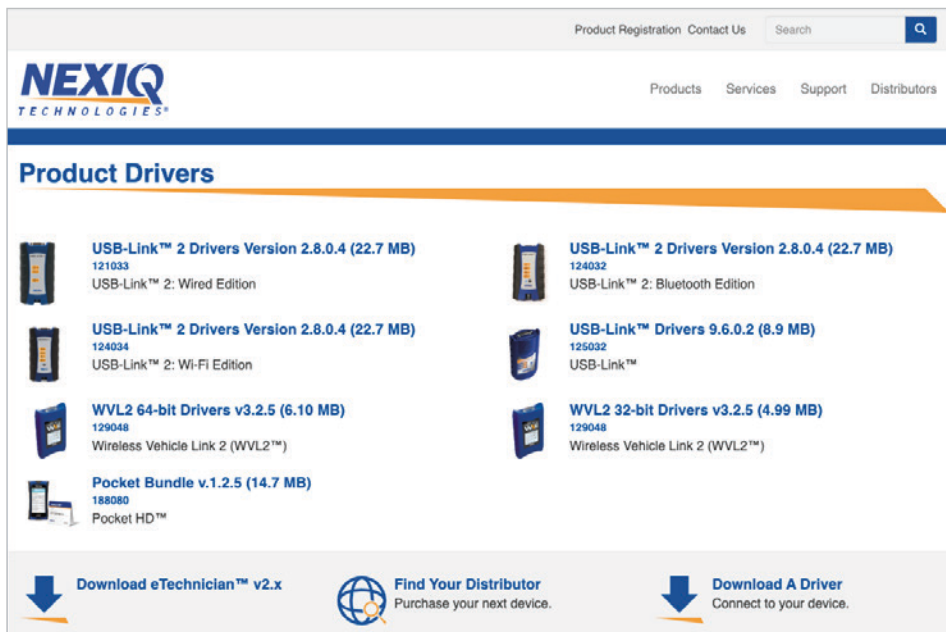 Product Registration Contact Us Search
NEXIQ
TECHNOLOGIES®
Products Services Support Distributors
Product Drivers
USB-Link™ 2 Drivers Version 2.8.0.4 (22.7 MB)
121033
USB-Link™ 2: Wired Edition
USB-Link™ 2 Drivers Version 2.8.0.4 (22.7 MB)
124032
USB-Link™ 2: Bluetooth Edition
USB-Link™ 2 Drivers Version 2.8.0.4 (22.7 MB)
124034
USB-Link™ 2: Wi-Fi Edition
USB-Link™ Drivers 9.6.0.2 (8.9 MB)
125032
USB-Link™
WVL2 64-bit Drivers v3.2.5 (6.10 MB)
129048
Wireless Vehicle Link 2 (WVL2™)
WVL2 32-bit Drivers v3.2.5 (4.99 MB)
129048
Wireless Vehicle Link 2 (WVL2™)
Pocket Bundle v.1.2.5 (14.7 MB)
188080
Pocket HD™
Download eTechnician™ v2.x
Find Your Distributor
Purchase your next device.
Download A Driver
Connect to your device.